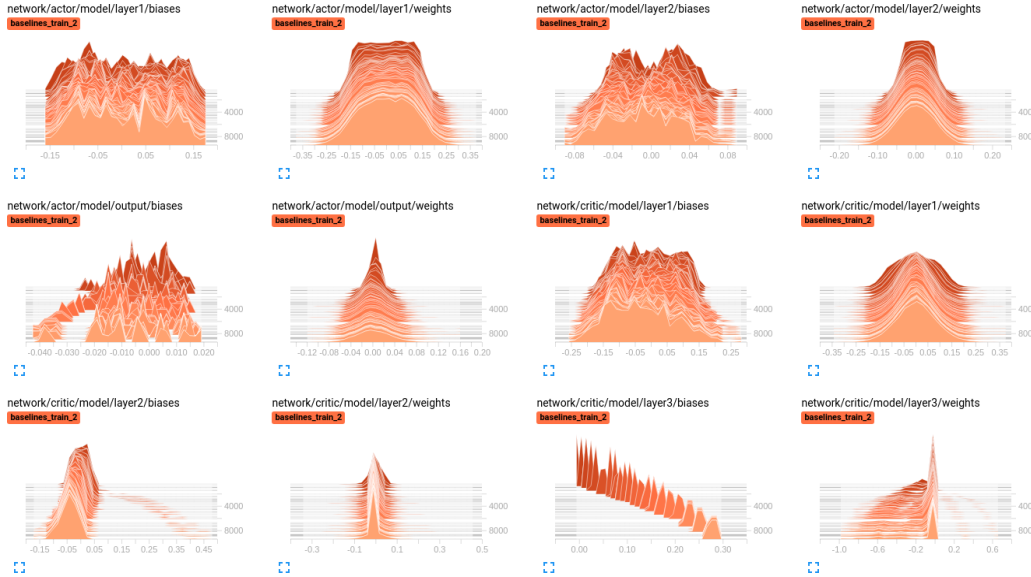 network/actor/model/layer1/biases
baselines_train_2
4000
8000
-0.15 -0.05 0.05 0.15
network/actor/model/layer1/weights
baselines_train_2
4000
8000
-0.35 -0.25 -0.15 -0.05 0.05 0.15 0.25 0.35
network/actor/model/layer2/biases
baselines_train_2
4000
8000
-0.08 -0.04 0.00 0.04 0.08
network/actor/model/layer2/weights
baselines_train_2
4000
-0.20 -0.10 0.00 0.10 0.20
network/actor/model/output/biases
baselines_train_2
4000
8000
-0.040 -0.030 -0.020 -0.010 0.000 0.010 0.020
network/actor/model/output/weights
baselines_train_2
4000
8000
-0.12 -0.08 -0.04 0.00 0.04 0.08 0.12 0.16 0.20
network/critic/model/layer1/biases
baselines_train_2
4000
8000
-0.25 -0.15 -0.05 0.05 0.15 0.25
network/critic/model/layer1/weights
baselines_train_2
-0.35 -0.25 -0.15 -0.05 0.05 0.15 0.25 0.35
network/critic/model/layer2/biases
baselines_train_2
4000
8000
-0.15 -0.05 0.05 0.15 0.25 0.35 0.45
network/critic/model/layer2/weights
baselines_train_2
4000
8000
-0.3 -0.1 0.1 0.3 0.5
network/critic/model/layer3/biases
baselines_train_2
4000
8000
0.00 0.10 0.20 0.30
network/critic/model/layer3/weights
baselines_train_2
-1.0 -0.6 -0.2 0.2 0.6